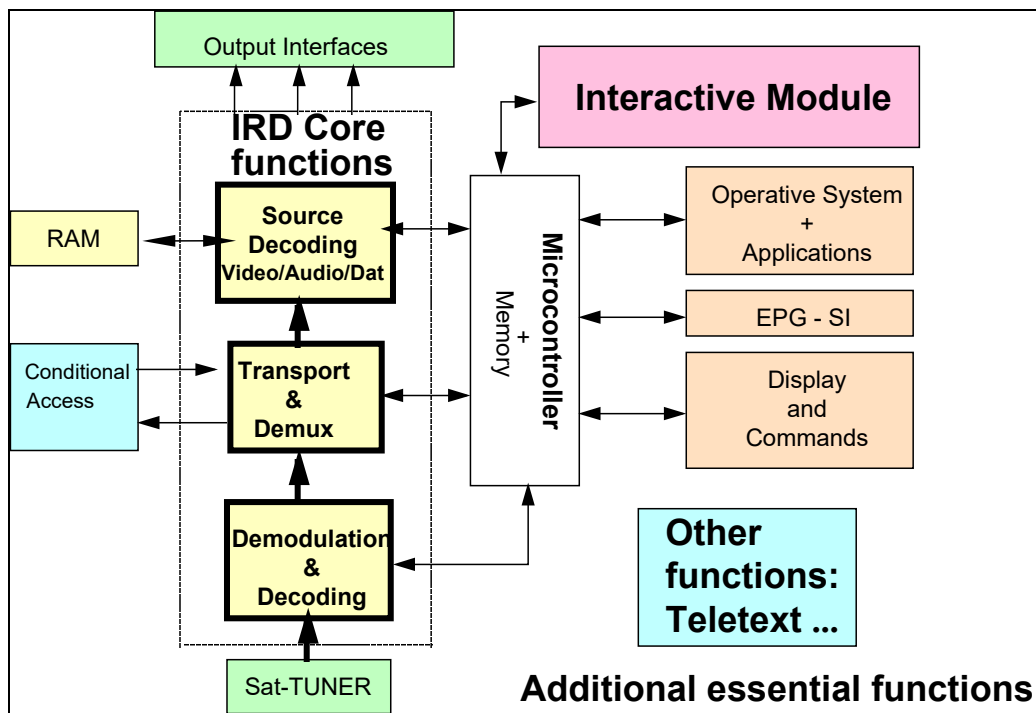 Output Interfaces
Interactive Module
IRD Core
functions
Source
Decoding
Video/Audio/Dat
RAM
Operative System
+
Applications
Microcontroller
+
Memory
EPG - SI
Conditional
Access
Transport
&
Demux
Display
and
Commands
Demodulation
&
Decoding
Other
functions:
Teletext ...
Sat-TUNER
Additional essential functions